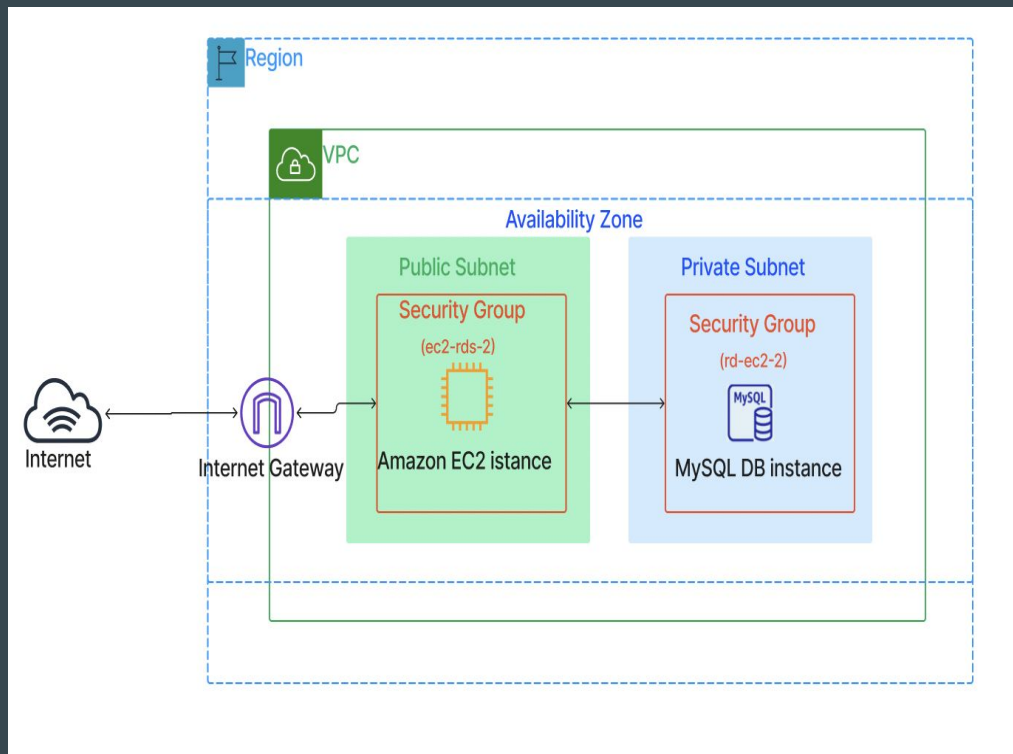 Region
VPC
Availability Zone
Public Subnet
Private Subnet
Security Group
(ec2-rds-2)
Security Group
(rd-ec2-2)
MySQL
Internet
Internet Gateway
Amazon EC2 istance
MySQL DB instance